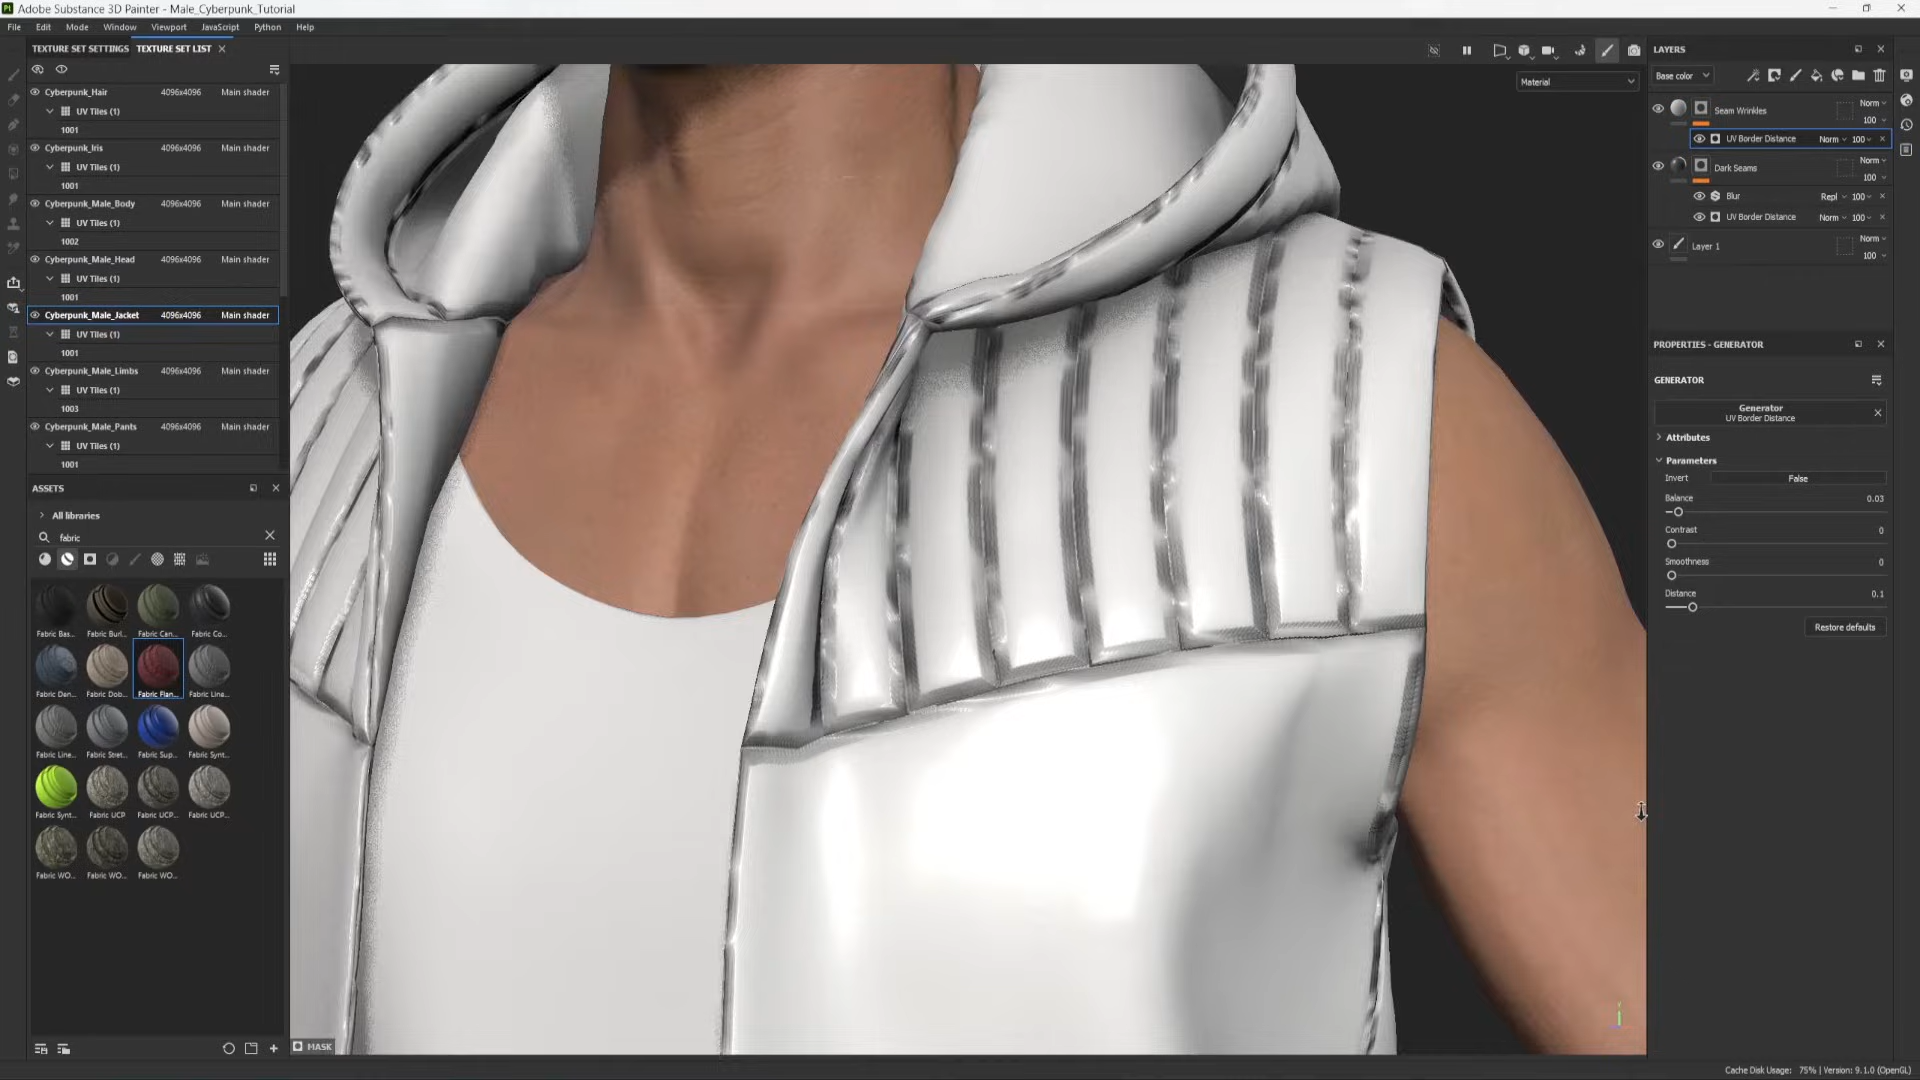 Adobe Substance 3D Painter - Male_Cyberpunk_Tutorial
File Edit Mode Window Viewport JavaScript Python Help
TEXTURE SET SETTINGS TEXTURE SET LIST
Cyberpunk_Hair 4096x4096 Main shader
UV Tiles (1)
1001
Cyberpunk_Iris 4096x4096 Main shader
UV Tiles (1)
1001
Cyberpunk_Male_Body 4096x4096 Main shader
UV Tiles (1)
1002
Cyberpunk_Male_Head 4096x4096 Main shader
UV Tiles (1)
1001
Cyberpunk_Male_Jacket 4096x4096 Main shader
UV Tiles (1)
1001
Cyberpunk_Male_Limbs 4096x4096 Main shader
UV Tiles (1)
1003
Cyberpunk_Male_Pants 4096x4096 Main shader
UV Tiles (1)
1001
ASSETS
All libraries
fabric
Fabric Bas... Fabric Burl... Fabric Can... Fabric Co...
Fabric Den... Fabric Dob... Fabric Flan... Fabric Line...
Fabric Line... Fabric Stret... Fabric Sup... Fabric Synt...
Fabric Synt... Fabric UCP Fabric UCP... Fabric UCP...
Fabric WO... Fabric WO... Fabric WO...
Material
MASK
LAYERS
Base color
Seam Wrinkles Norm
100
UV Border Distance Norm 100
Dark Seams Norm
100
Blur Repl 100
UV Border Distance Norm 100
Layer 1 Norm
100
PROPERTIES - GENERATOR
GENERATOR
Generator
UV Border Distance
Attributes
Parameters
Invert False
Balance 0.03
Contrast 0
Smoothness 0
Distance 0.1
Restore defaults
Y
Cache Disk Usage: 75% | Version: 9.1.0 (OpenGL)